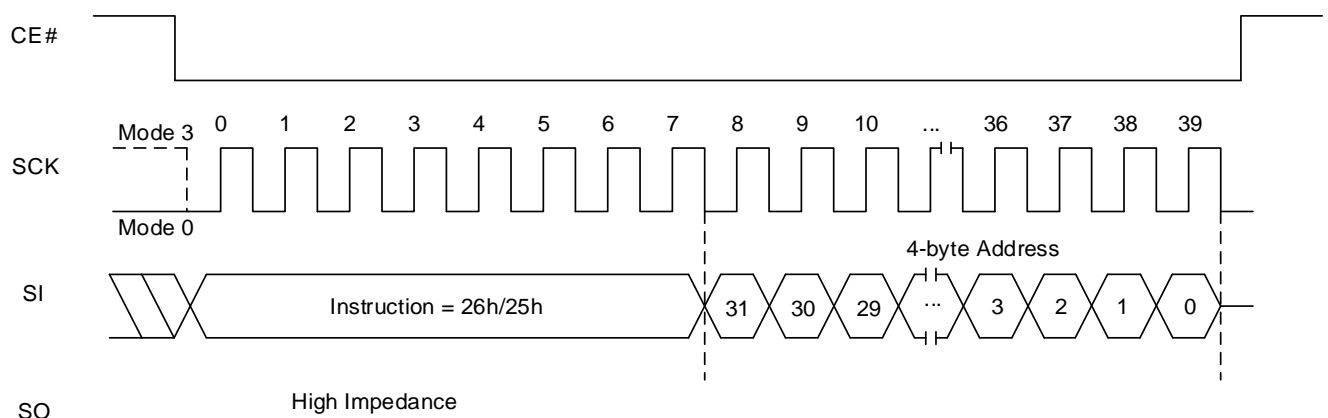 CE#
0 1 2 3 4 5 6 7 8 9 10 ... 36 37 38 39
Mode 3
SCK
Mode 0
4-byte Address
SI
Instruction = 26h/25h 31 30 29 ... 3 2 1 0
High Impedance
SO